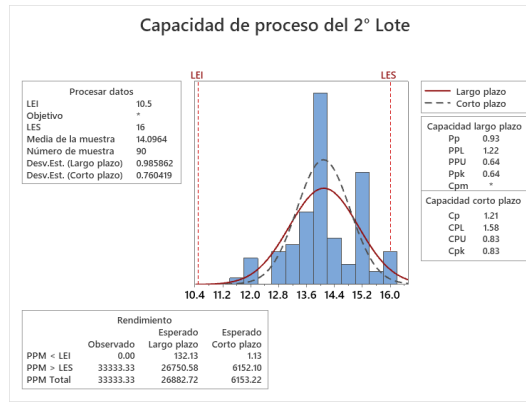 Capacidad de proceso del 2° Lote
LEI LES
Procesar datos
LEI 10.5
Objetivo *
LES 16
Media de la muestra 14.0964
Número de muestra 90
Desv.Est. (Largo plazo) 0.985862
Desv.Est. (Corto plazo) 0.760419
Largo plazo
Corto plazo
Capacidad largo plazo
Pp 0.93
PPL 1.22
PPU 0.64
Ppk 0.64
Cpm *
Capacidad corto plazo
Cp 1.21
CPL 1.58
CPU 0.83
Cpk 0.83
10.4 11.2 12.0 12.8 13.6 14.4 15.2 16.0
Rendimiento
Esperado Esperado
Observado Largo plazo Corto plazo
PPM < LEI 0.00 132.13 1.13
PPM > LES 33333.33 26750.58 6152.10
PPM Total 33333.33 26882.72 6153.22